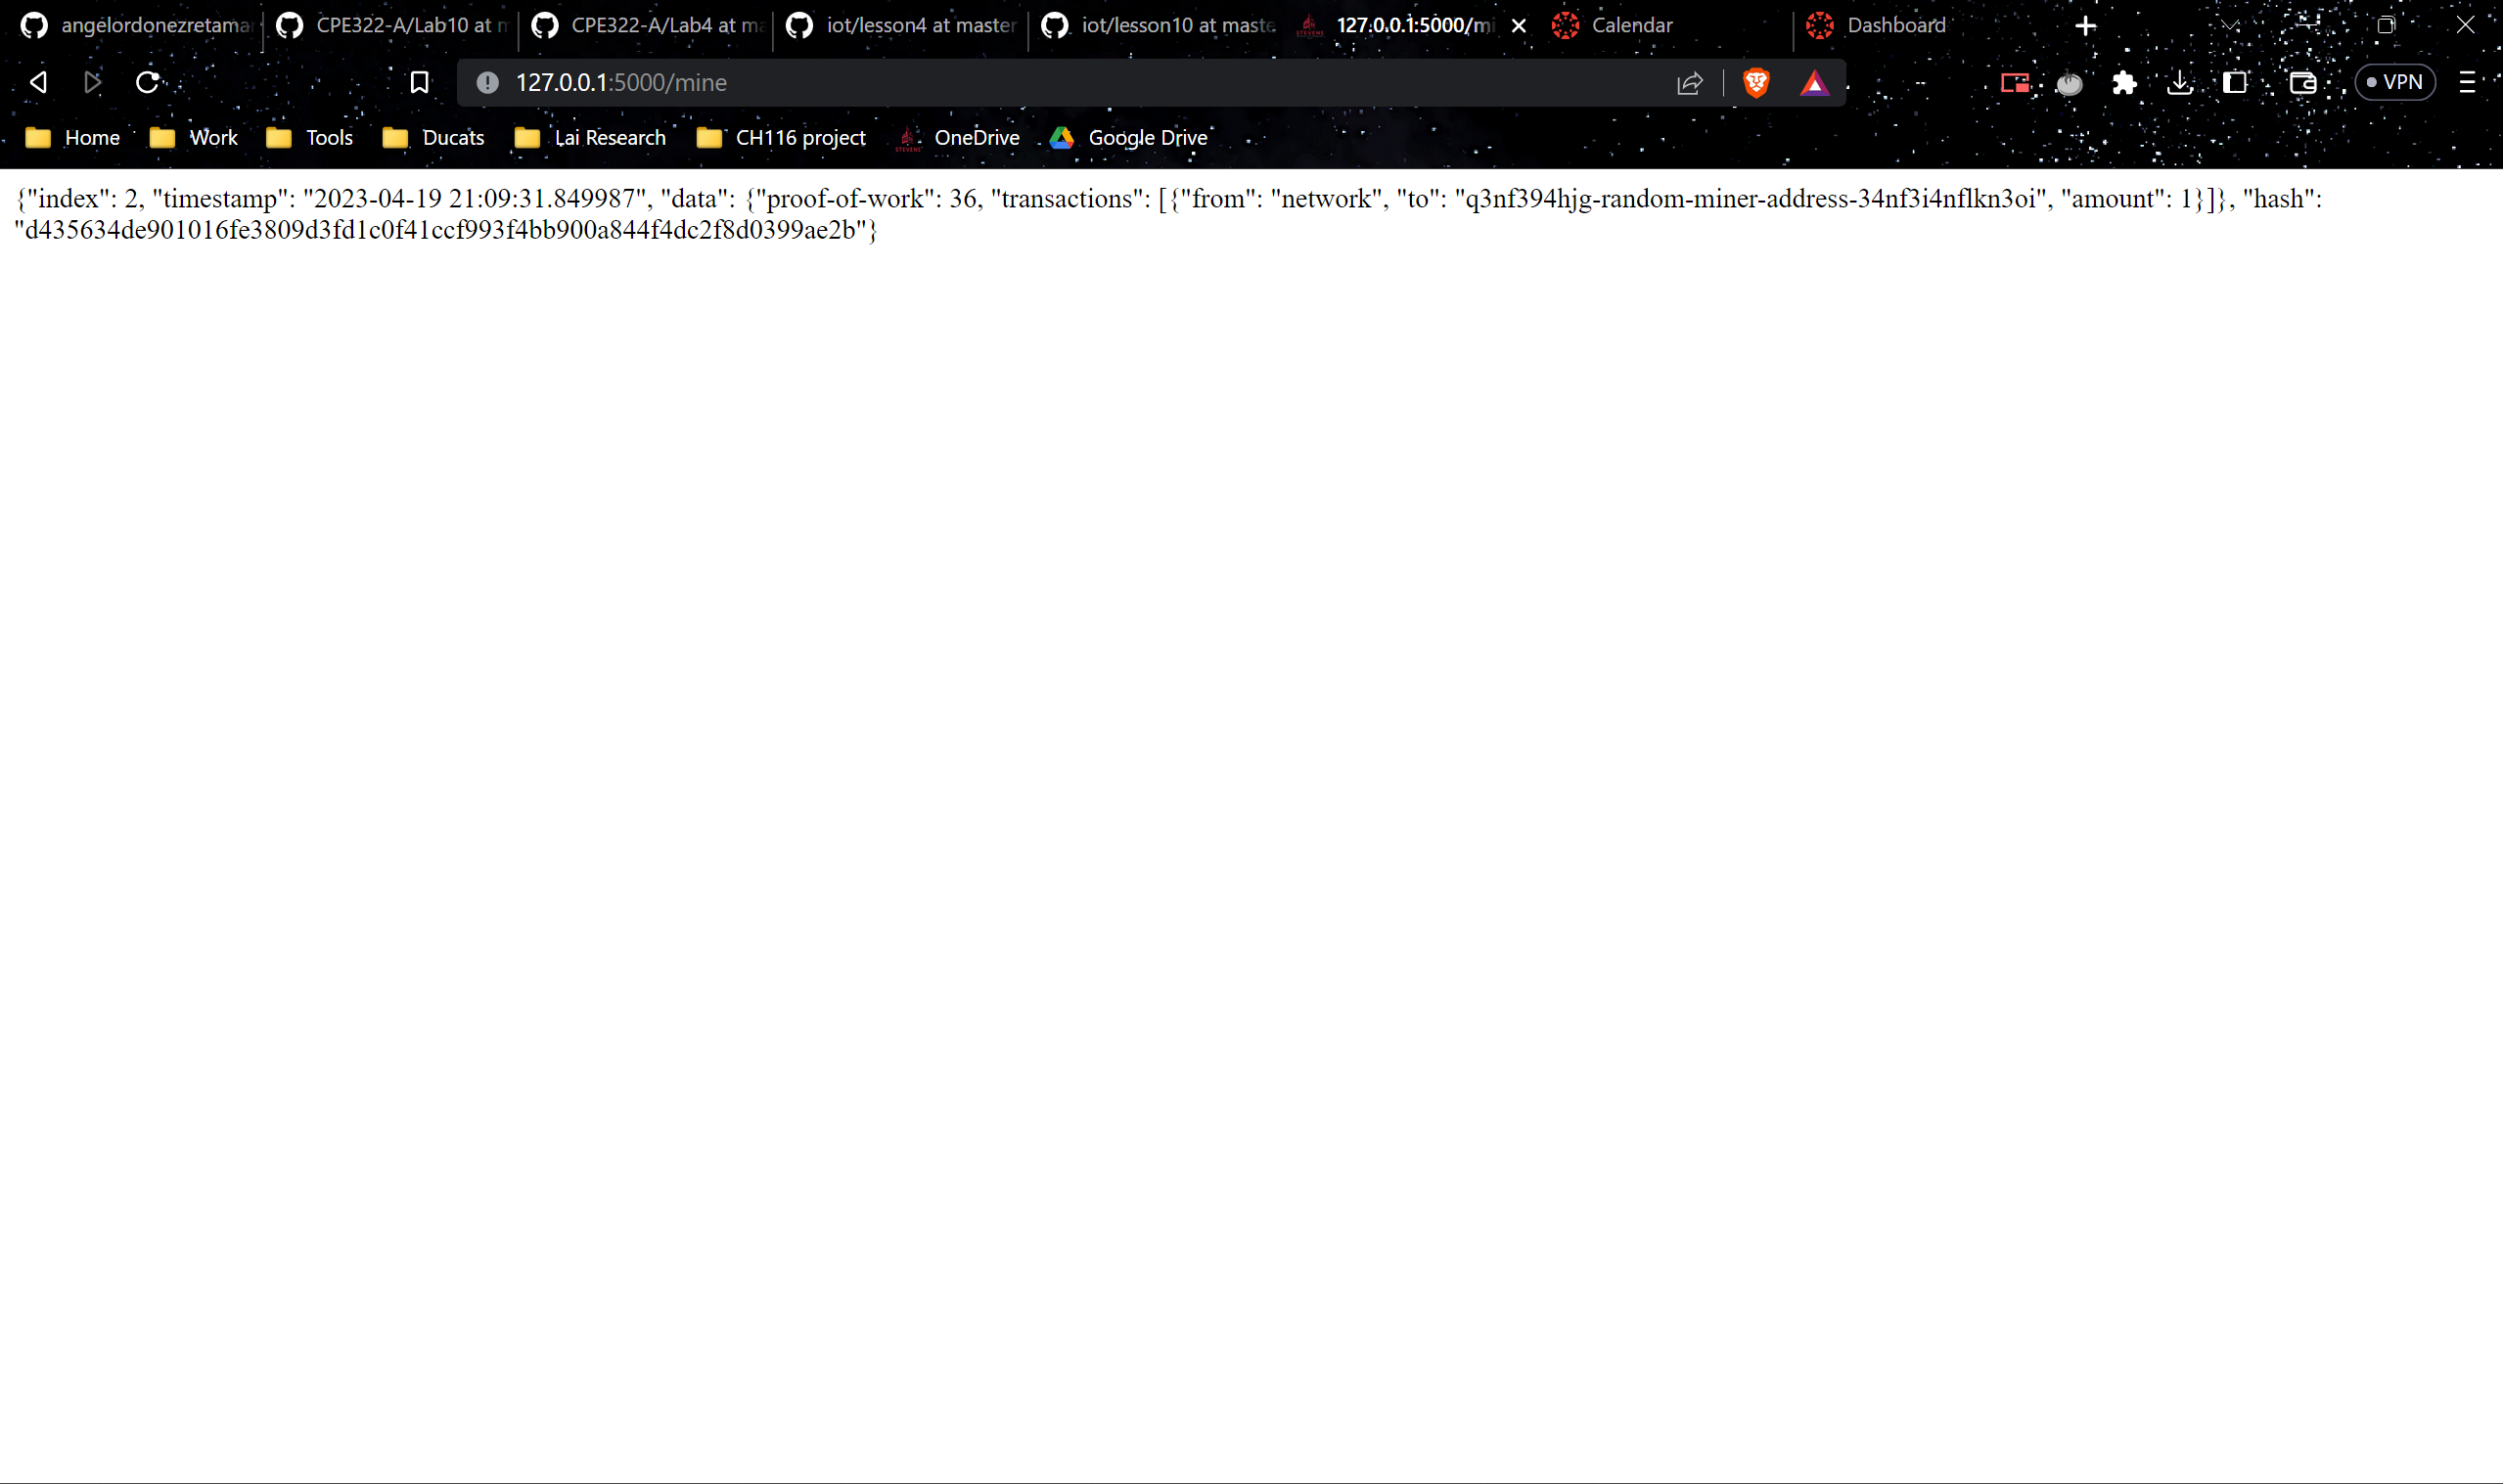 angelordonezretama
CPE322-A/Lab10 at m
CPE322-A/Lab4 at ma
iot/lesson4 at master
iot/lesson10 at maste
127.0.0.1:5000/mi
Calendar
Dashboard
127.0.0.1:5000/mine
VPN
Home
Work
Tools
Ducats
Lai Research
CH116 project
STEVENS
OneDrive
Google Drive
{"index": 2, "timestamp": "2023-04-19 21:09:31.849987", "data": {"proof-of-work": 36, "transactions": [{"from": "network", "to": "q3nf394hjg-random-miner-address-34nf3i4nflkn3oi", "amount": 1}]}, "hash":
"d435634de901016fe3809d3fd1c0f41ccf993f4bb900a844f4dc2f8d0399ae2b"}